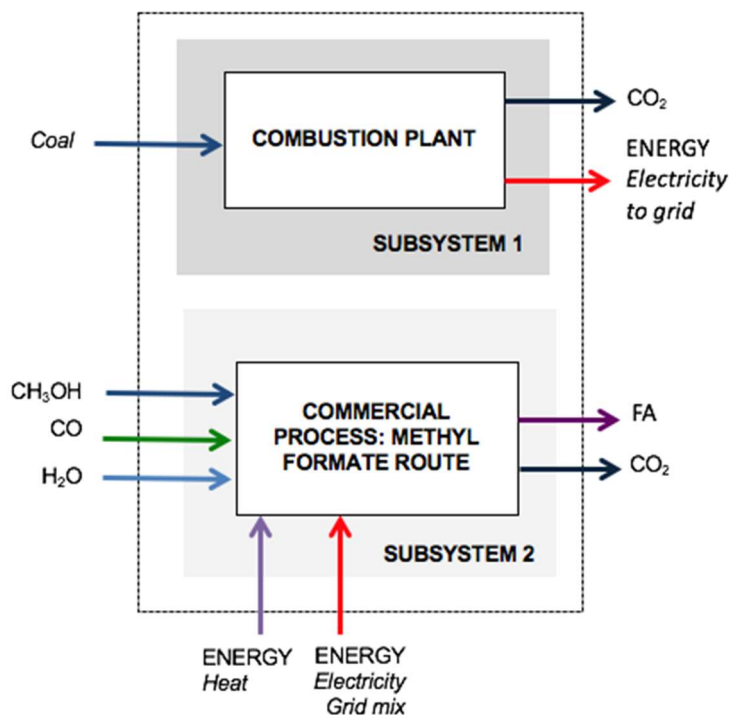 Coal
COMBUSTION PLANT
CO₂
ENERGY
Electricity
to grid
SUBSYSTEM 1
CH₃OH
CO
H₂O
COMMERCIAL
PROCESS: METHYL
FORMATE ROUTE
FA
CO₂
SUBSYSTEM 2
ENERGY
Heat
ENERGY
Electricity
Grid mix